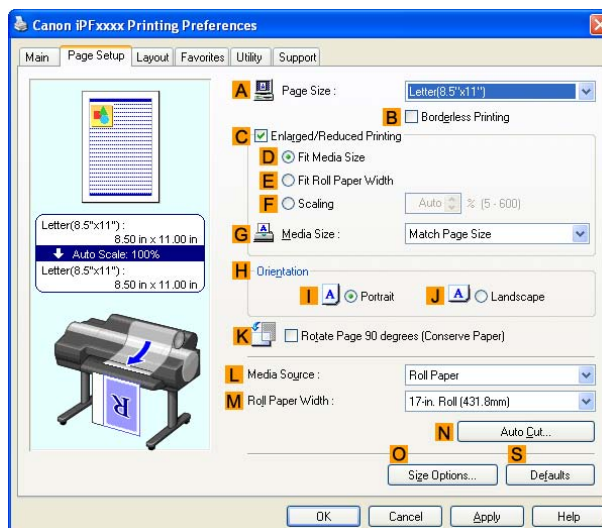 Canon iPFxxxx Printing Preferences
Main Page Setup Layout Favorites Utility Support
A Page Size : Letter(8.5"x11")
B Borderless Printing
C Enlarged/Reduced Printing
D Fit Media Size
E Fit Roll Paper Width
F Scaling Auto % (5 - 600)
Letter(8.5"x11") :
8.50 in x 11.00 in
Auto Scale: 100%
Letter(8.5"x11") :
8.50 in x 11.00 in
G Media Size : Match Page Size
H Orientation
I A Portrait J A Landscape
K Rotate Page 90 degrees (Conserve Paper)
R
L Media Source : Roll Paper
M Roll Paper Width : 17-in. Roll (431.8mm)
N Auto Cut...
O S
Size Options... Defaults
OK Cancel Apply Help